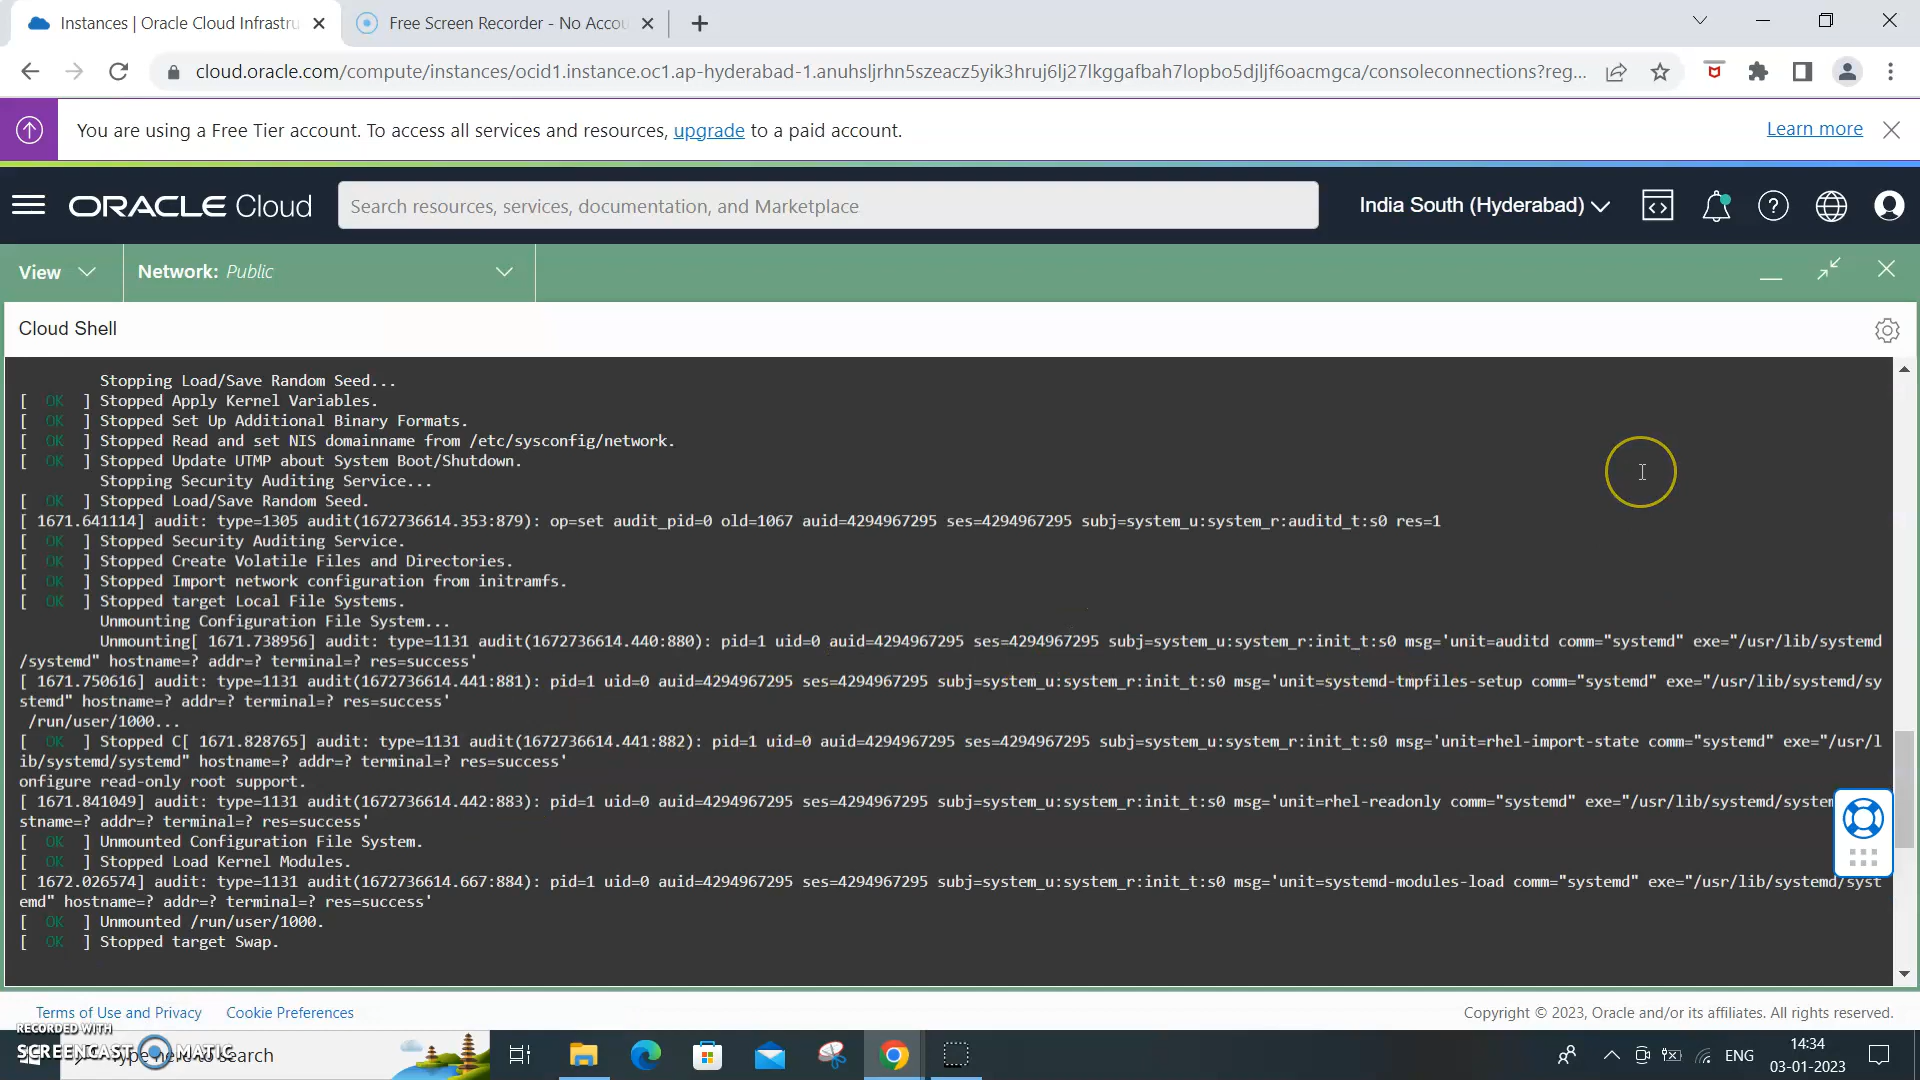 Instances | Oracle Cloud Infrastru
Free Screen Recorder - No Accou
cloud.oracle.com/compute/instances/ocid1.instance.oc1.ap-hyderabad-1.anuhsljrhn5szeacz5yik3hruj6lj27lkggafbah7lopbo5djljf6oacmgca/consoleconnections?reg...
You are using a Free Tier account. To access all services and resources, upgrade to a paid account.
Learn more
ORACLE Cloud
Search resources, services, documentation, and Marketplace
India South (Hyderabad)
View
Network: Public
Cloud Shell
Stopping Load/Save Random Seed...
[ OK ] Stopped Apply Kernel Variables.
[ OK ] Stopped Set Up Additional Binary Formats.
[ OK ] Stopped Read and set NIS domainname from /etc/sysconfig/network.
[ OK ] Stopped Update UTMP about System Boot/Shutdown.
Stopping Security Auditing Service...
[ OK ] Stopped Load/Save Random Seed.
[ 1671.641114] audit: type=1305 audit(1672736614.353:879): op=set audit_pid=0 old=1067 auid=4294967295 ses=4294967295 subj=system_u:system_r:auditd_t:s0 res=1
[ OK ] Stopped Security Auditing Service.
[ OK ] Stopped Create Volatile Files and Directories.
[ OK ] Stopped Import network configuration from initramfs.
[ OK ] Stopped target Local File Systems.
Unmounting Configuration File System...
Unmounting[ 1671.738956] audit: type=1131 audit(1672736614.440:880): pid=1 uid=0 auid=4294967295 ses=4294967295 subj=system_u:system_r:init_t:s0 msg='unit=auditd comm="systemd" exe="/usr/lib/systemd
/systemd" hostname=? addr=? terminal=? res=success'
[ 1671.750616] audit: type=1131 audit(1672736614.441:881): pid=1 uid=0 auid=4294967295 ses=4294967295 subj=system_u:system_r:init_t:s0 msg='unit=systemd-tmpfiles-setup comm="systemd" exe="/usr/lib/systemd/sy
stemd" hostname=? addr=? terminal=? res=success'
/run/user/1000...
[ OK ] Stopped C[ 1671.828765] audit: type=1131 audit(1672736614.441:882): pid=1 uid=0 auid=4294967295 ses=4294967295 subj=system_u:system_r:init_t:s0 msg='unit=rhel-import-state comm="systemd" exe="/usr/l
ib/systemd/systemd" hostname=? addr=? terminal=? res=success'
onfigure read-only root support.
[ 1671.841049] audit: type=1131 audit(1672736614.442:883): pid=1 uid=0 auid=4294967295 ses=4294967295 subj=system_u:system_r:init_t:s0 msg='unit=rhel-readonly comm="systemd" exe="/usr/lib/systemd/system
stname=? addr=? terminal=? res=success'
[ OK ] Unmounted Configuration File System.
[ OK ] Stopped Load Kernel Modules.
[ 1672.026574] audit: type=1131 audit(1672736614.667:884): pid=1 uid=0 auid=4294967295 ses=4294967295 subj=system_u:system_r:init_t:s0 msg='unit=systemd-modules-load comm="systemd" exe="/usr/lib/systemd/syst
emd" hostname=? addr=? terminal=? res=success'
[ OK ] Unmounted /run/user/1000.
[ OK ] Stopped target Swap.
Terms of Use and Privacy
Cookie Preferences
Copyright © 2023, Oracle and/or its affiliates. All rights reserved.
RECORDED WITH
SCREENCAST MATIC
Type here to search
ENG
14:34
03-01-2023